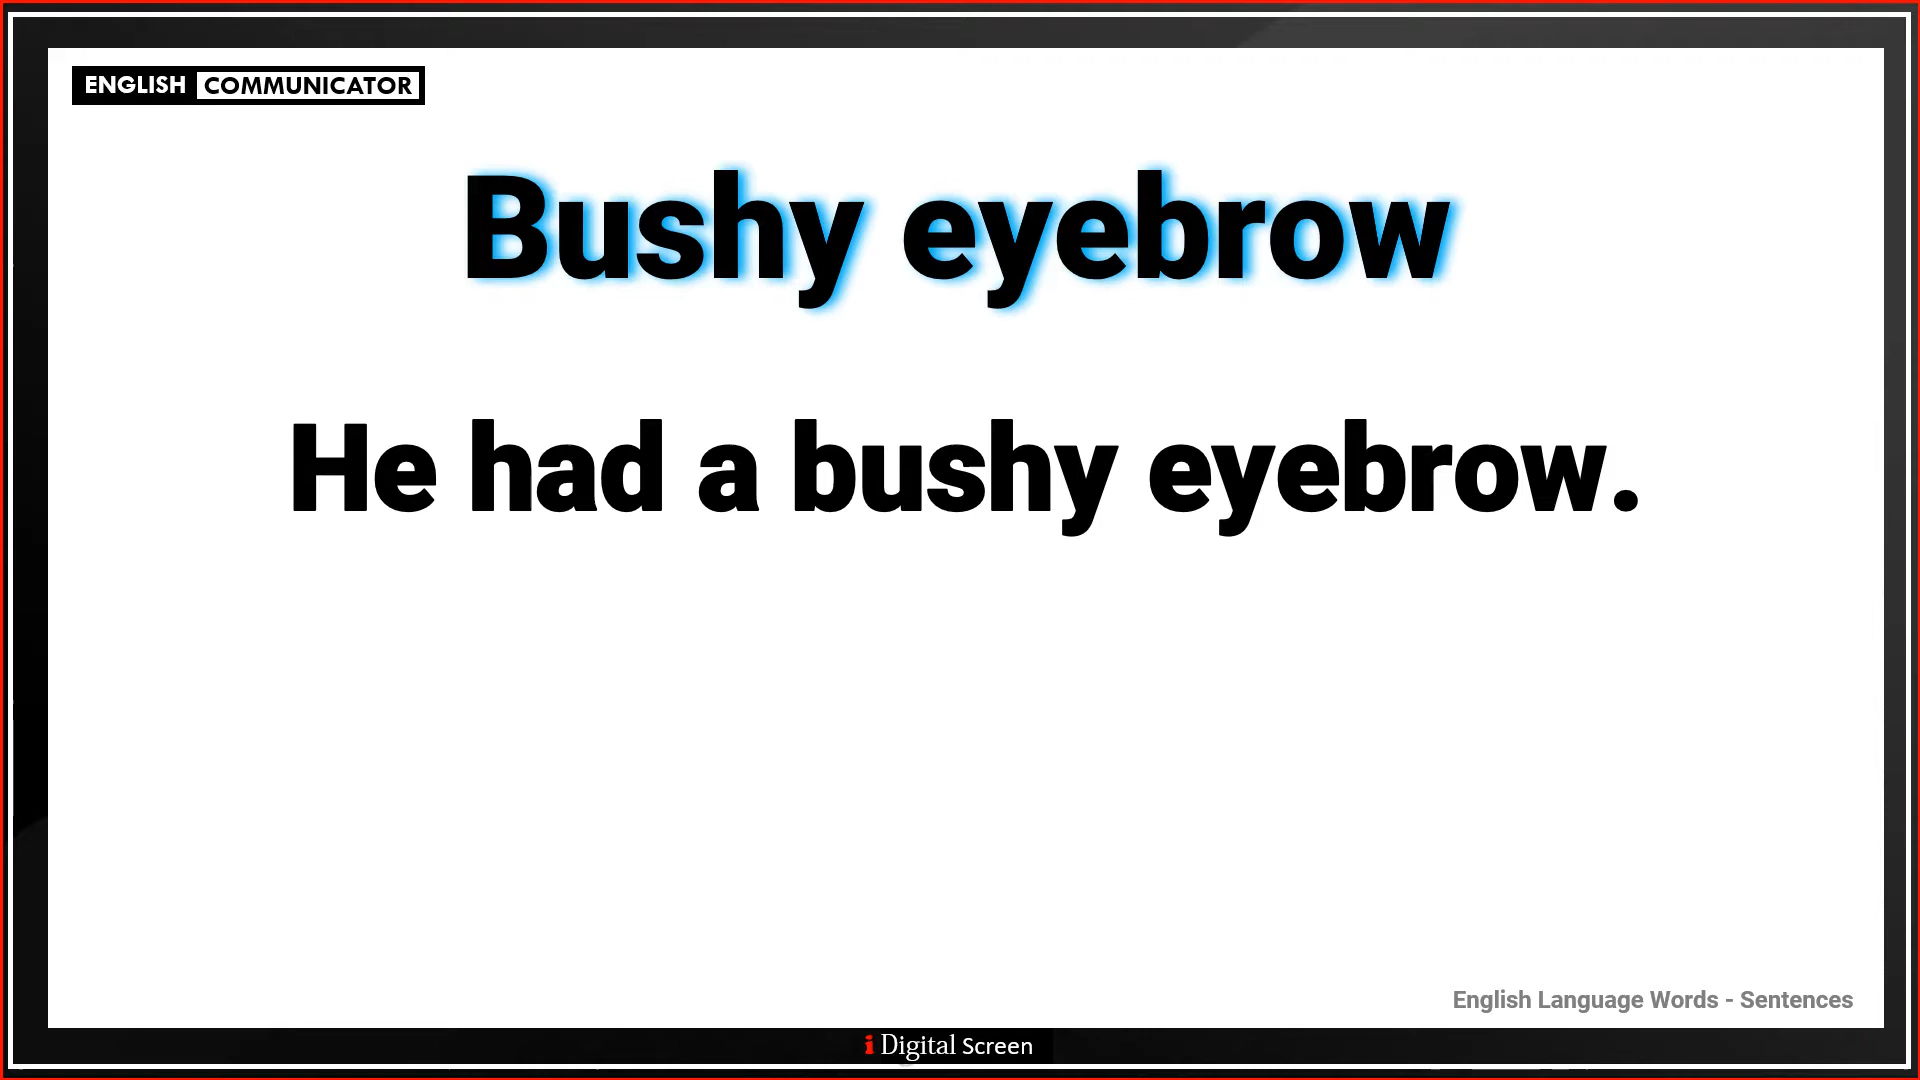 ENGLISH COMMUNICATOR
Bushy eyebrow
He had a bushy eyebrow.
English Language Words - Sentences
i Digital Screen